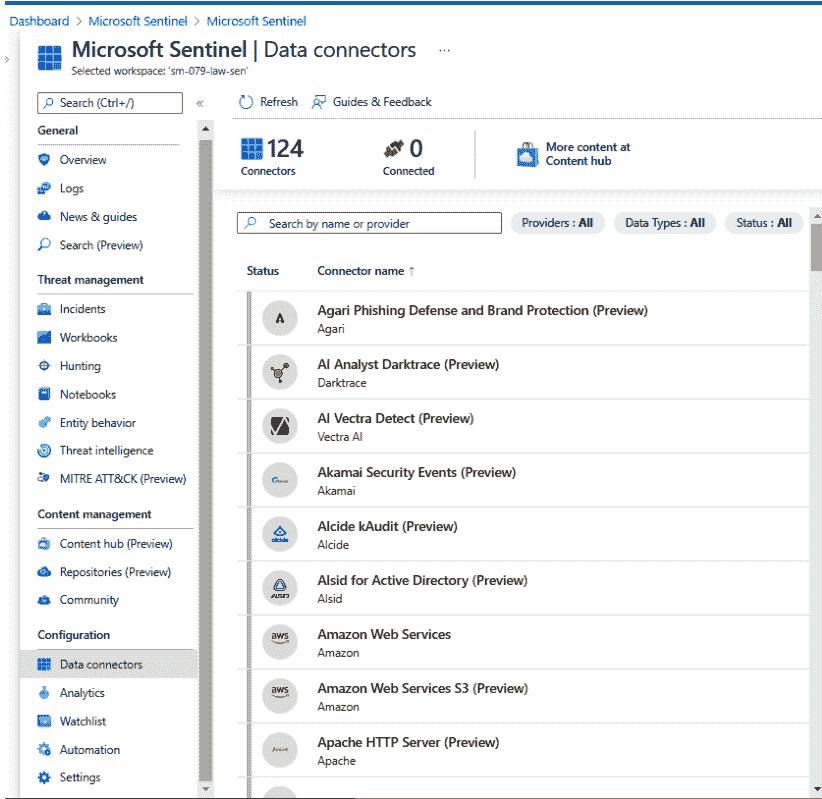 Dashboard > Microsoft Sentinel > Microsoft Sentinel
Microsoft Sentinel | Data connectors ...
Selected workspace: 'sm-079-law-sen'
Search (Ctrl+/)
«
Refresh
Guides & Feedback
General
Overview
Logs
News & guides
Search (Preview)
Threat management
Incidents
Workbooks
Hunting
Notebooks
Entity behavior
Threat intelligence
MITRE ATT&CK (Preview)
Content management
Content hub (Preview)
Repositories (Preview)
Community
Configuration
Data connectors
Analytics
Watchlist
Automation
Settings
124
Connectors
0
Connected
More content at
Content hub
Search by name or provider
Providers : All
Data Types : All
Status : All
Status
Connector name ↑
A
Agari Phishing Defense and Brand Protection (Preview)
Agari
AI Analyst Darktrace (Preview)
Darktrace
AI Vectra Detect (Preview)
Vectra AI
Akamai Security Events (Preview)
Akamai
alcide
Alcide kAudit (Preview)
Alcide
ALSID
Alsid for Active Directory (Preview)
Alsid
aws
Amazon Web Services
Amazon
aws
Amazon Web Services S3 (Preview)
Amazon
Apache HTTP Server (Preview)
Apache